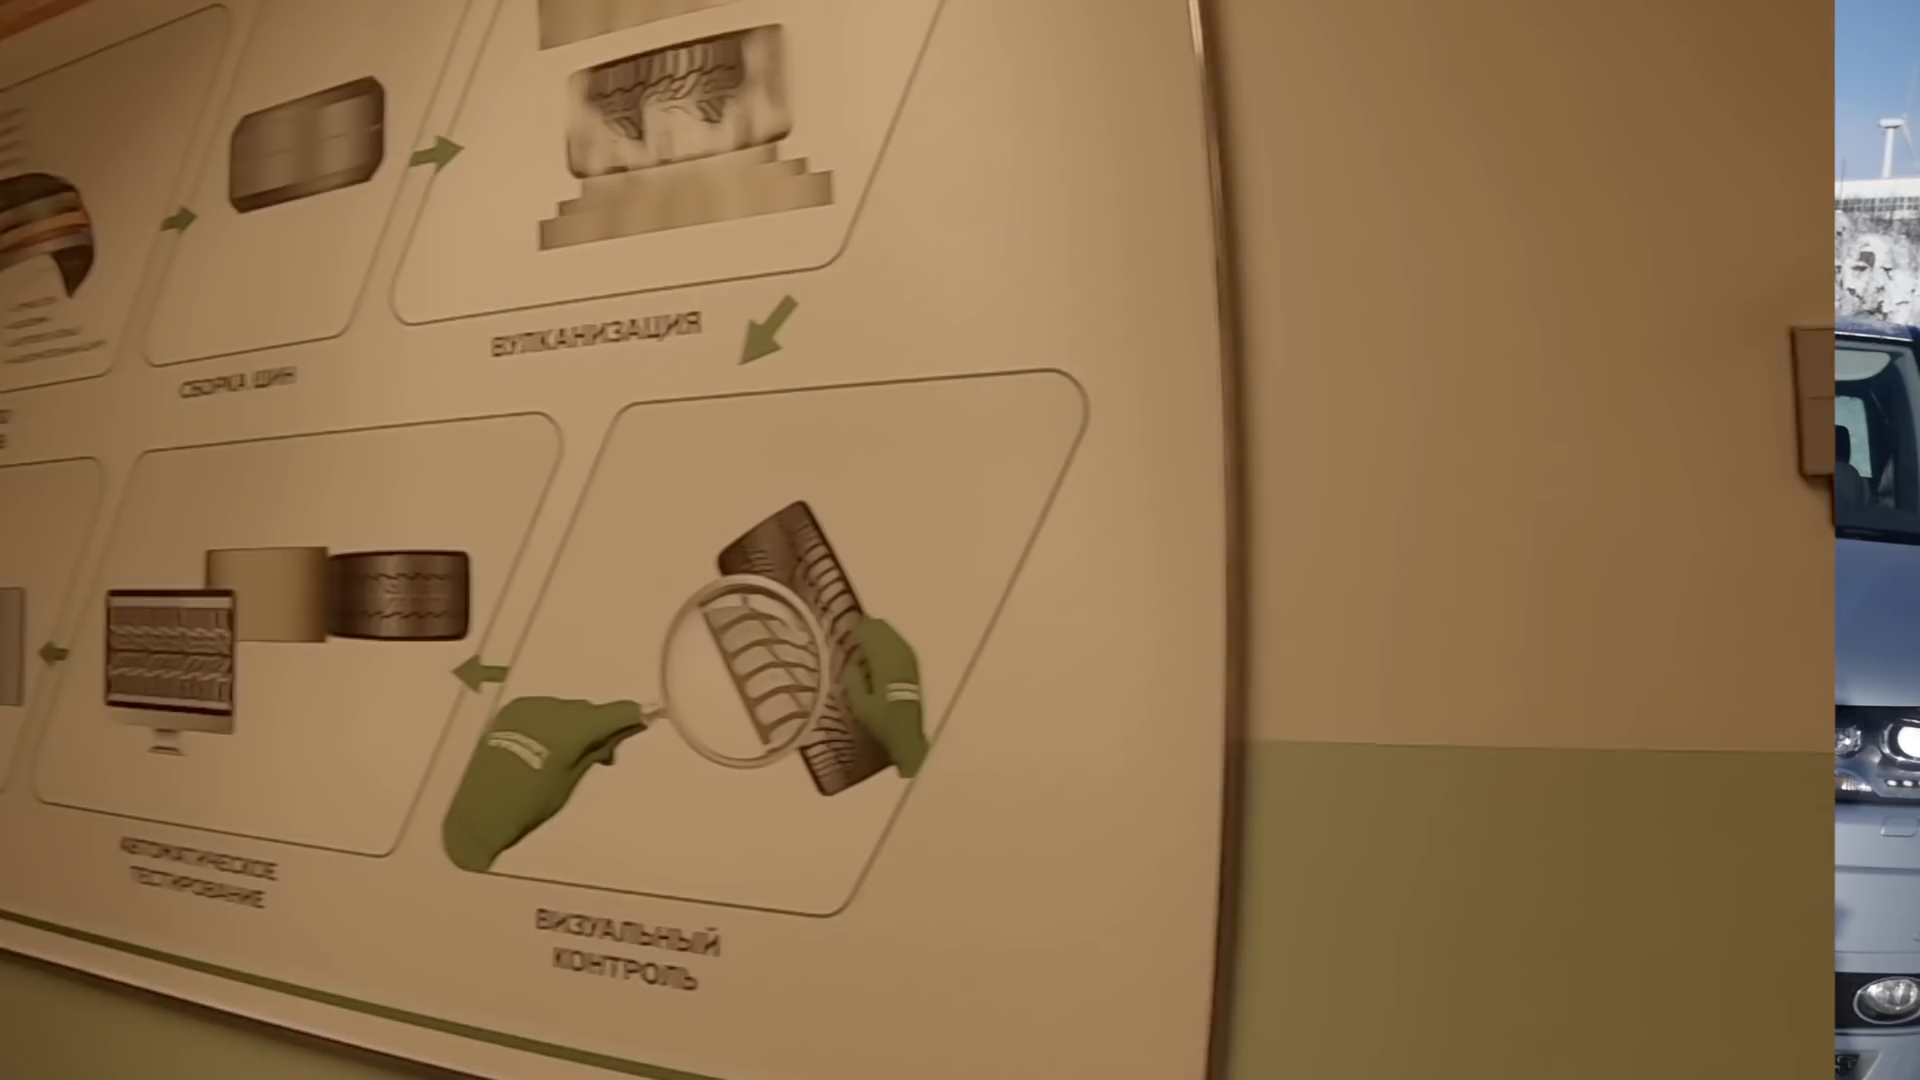 ВУЛКАНИЗАЦИЯ
СБОРКА ШИН
АВТОМАТИЧЕСКОЕ
ТЕСТИРОВАНИЕ
ВИЗУАЛЬНЫЙ
КОНТРОЛЬ